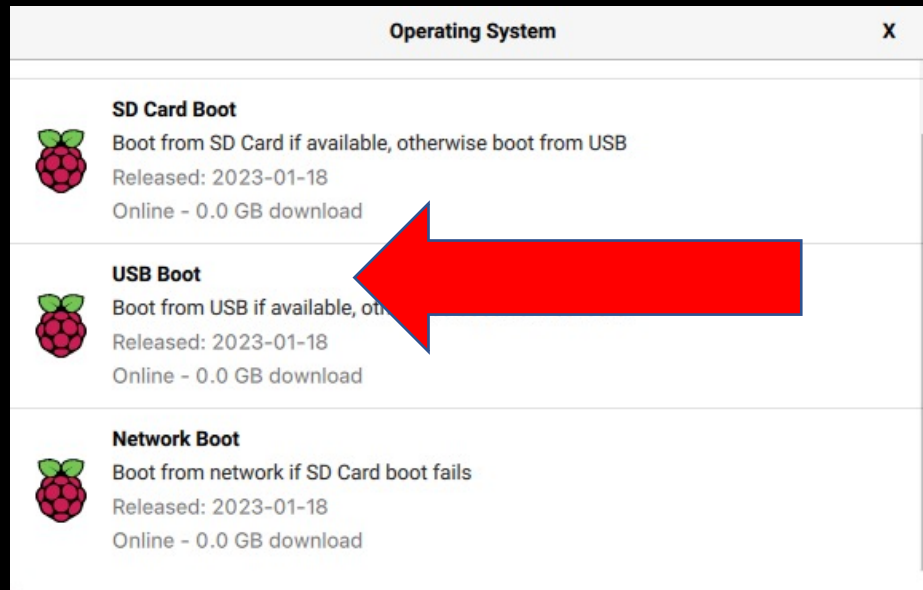 Operating System
X
SD Card Boot
Boot from SD Card if available, otherwise boot from USB
Released: 2023-01-18
Online - 0.0 GB download
USB Boot
Boot from USB if available,
Released: 2023-01-18
Online - 0.0 GB download
Network Boot
Boot from network if SD Card boot fails
Released: 2023-01-18
Online - 0.0 GB download